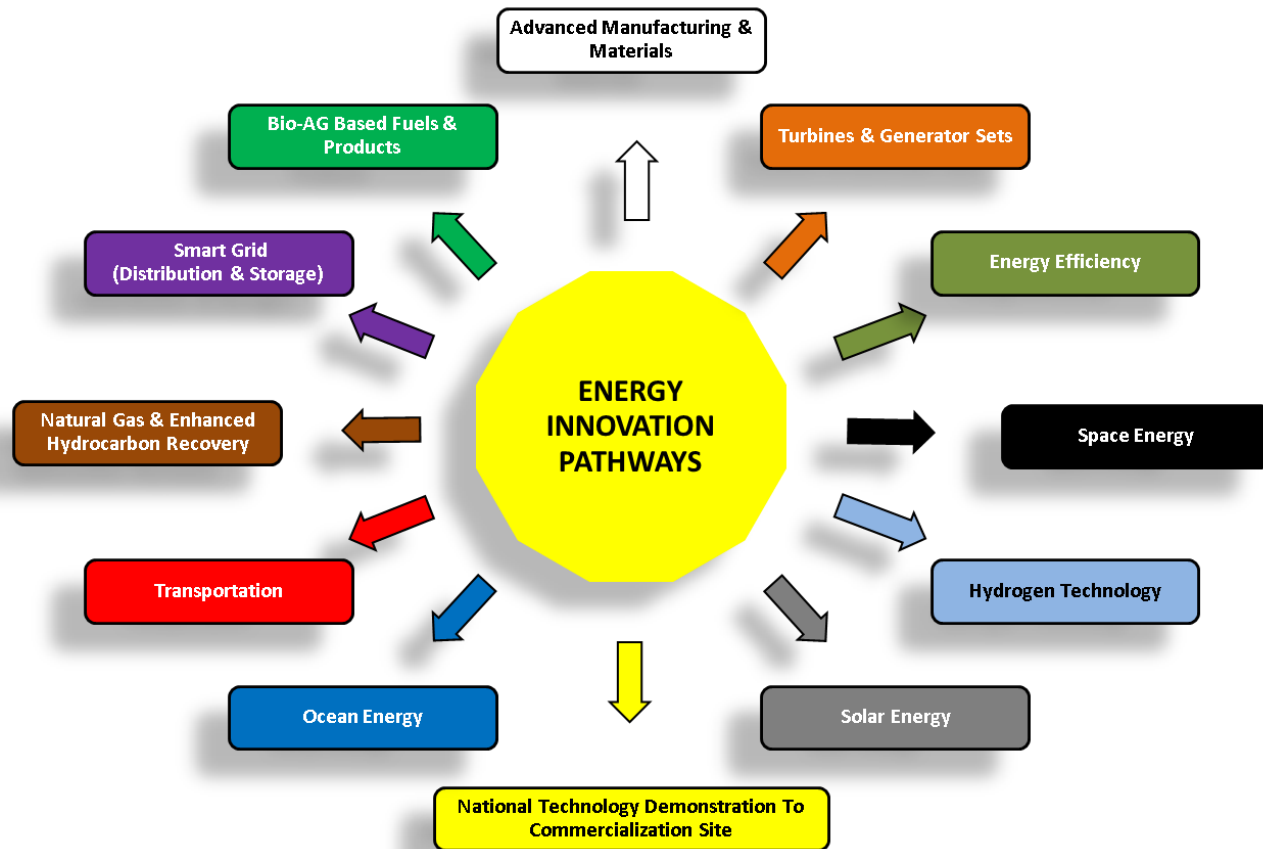 Advanced Manufacturing &
Materials
Bio-AG Based Fuels &
Products
Turbines & Generator Sets
Smart Grid
(Distribution & Storage)
Energy Efficiency
ENERGY
INNOVATION
PATHWAYS
Natural Gas & Enhanced
Hydrocarbon Recovery
Space Energy
Transportation
Hydrogen Technology
Ocean Energy
Solar Energy
National Technology Demonstration To
Commercialization Site